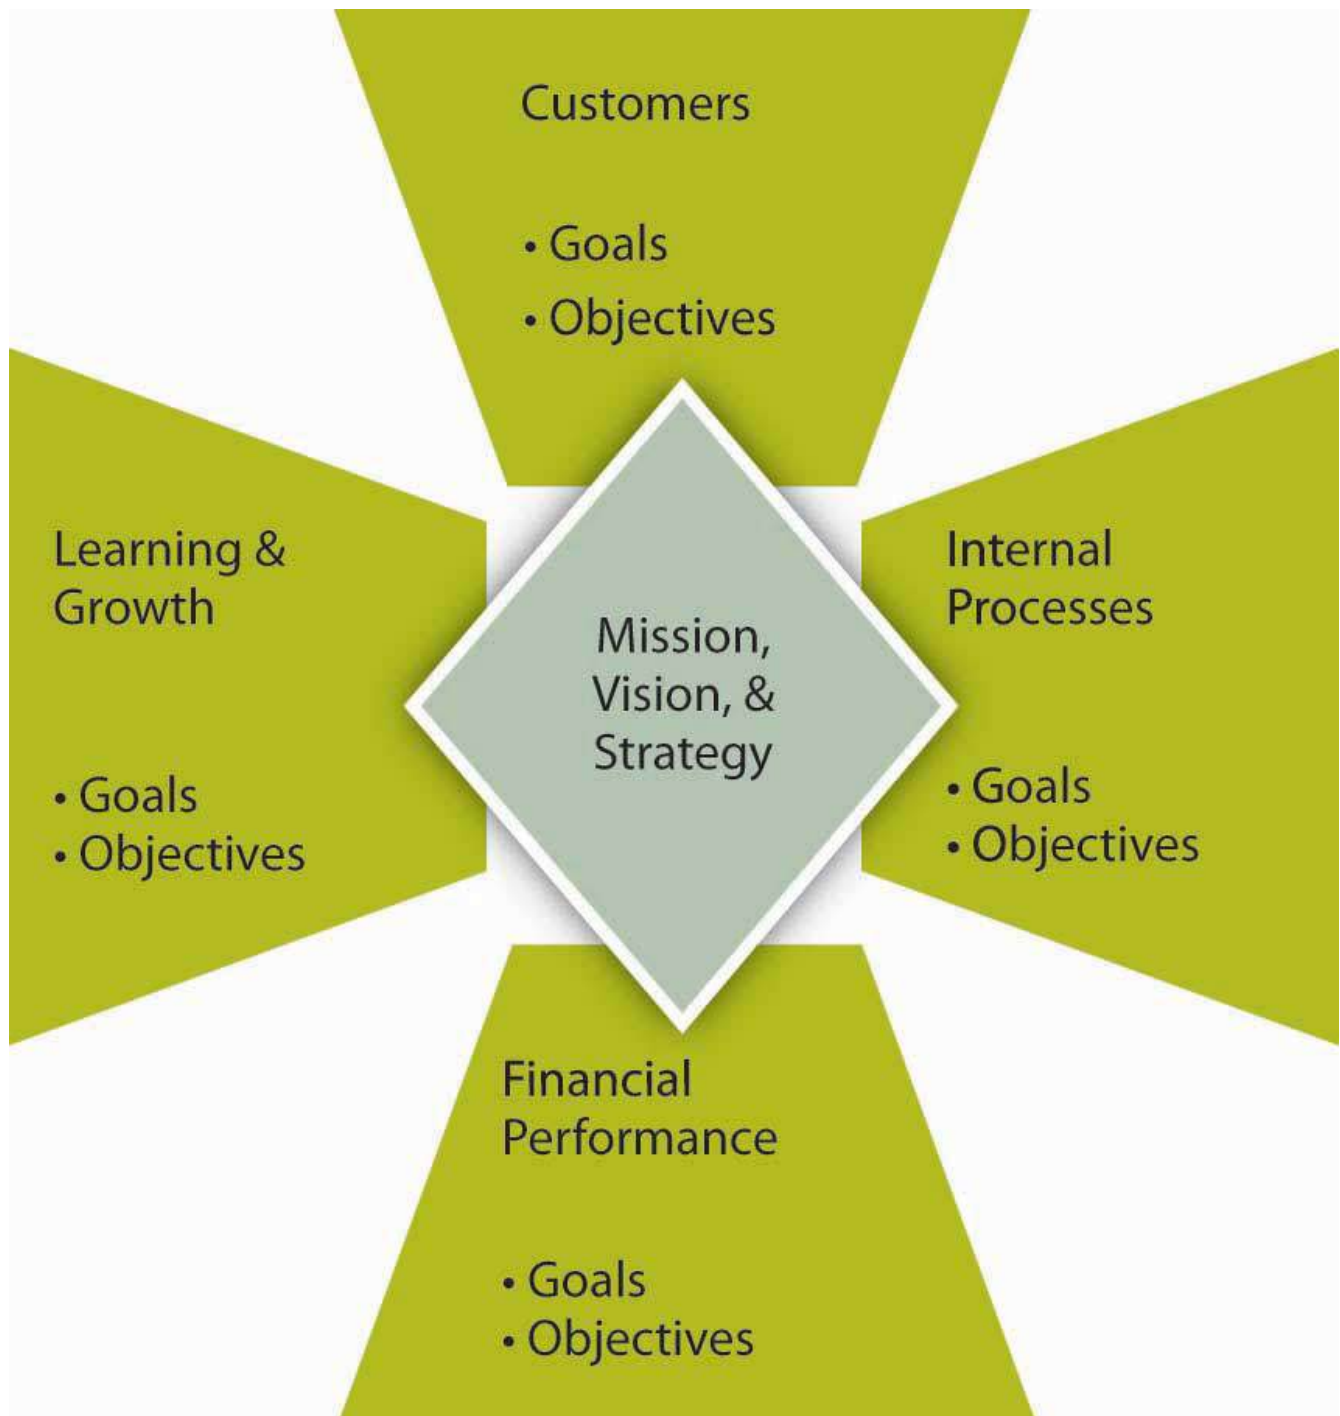 Customers
• Goals
• Objectives
Learning &
Growth
• Goals
• Objectives
Mission,
Vision, &
Strategy
Internal
Processes
• Goals
• Objectives
Financial
Performance
• Goals
• Objectives